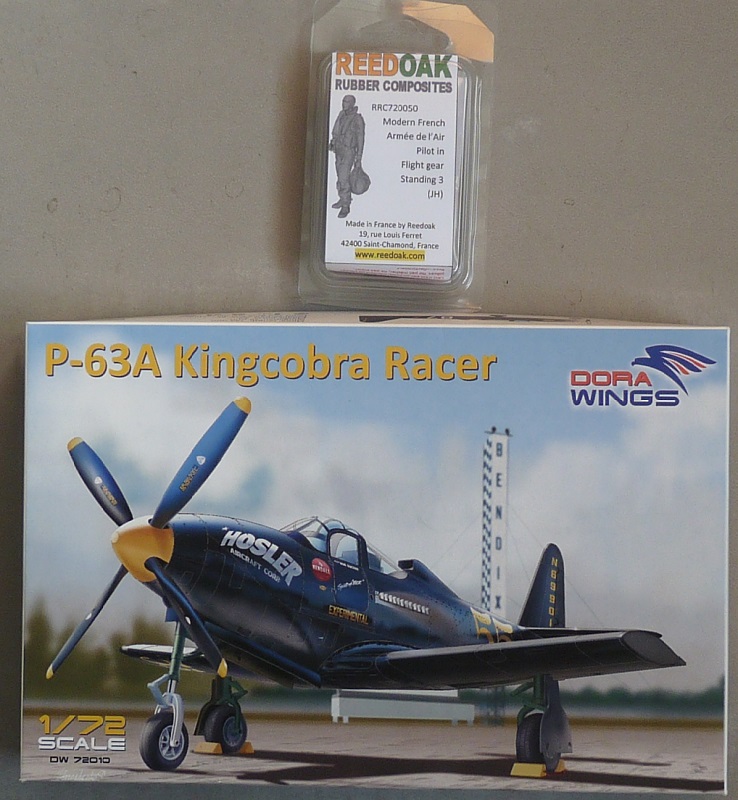 REEDOAK
RUBBER COMPOSITES
RRC720050
Modern French
Armée de l'Air
Pilot in
Flight gear
Standing 3
(JH)
Made in France by Reedoak
19, rue Louis Ferret
42400 Saint-Chamond, France
www.reedoak.com
P-63A Kingcobra Racer
DORA
WINGS
BENDIX
HOSLER
AIRCRAFT CORP
EXPERIMENTAL
55
N69901
1/72
SCALE
DW 72010